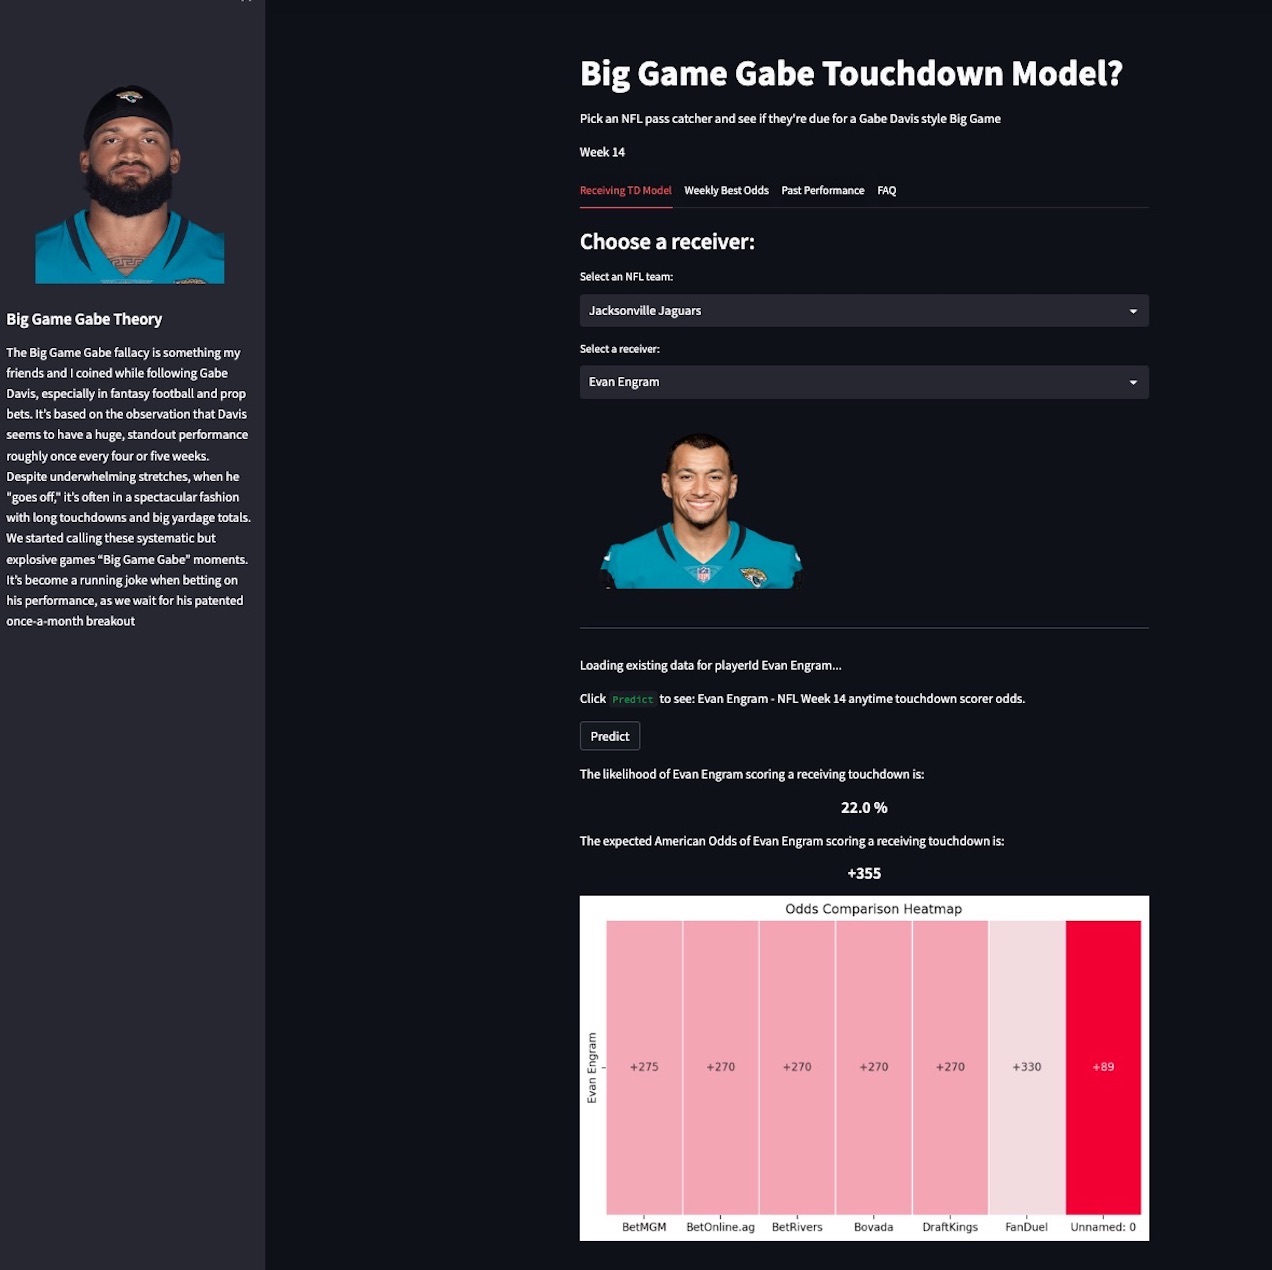 Big Game Gabe Theory
The Big Game Gabe fallacy is something my
friends and I coined while following Gabe
Davis, especially in fantasy football and prop
bets. It's based on the observation that Davis
seems to have a huge, standout performance
roughly once every four or five weeks.
Despite underwhelming stretches, when he
"goes off," it's often in a spectacular fashion
with long touchdowns and big yardage totals.
We started calling these systematic but
explosive games “Big Game Gabe” moments.
It's become a running joke when betting on
his performance, as we wait for his patented
once-a-month breakout
Big Game Gabe Touchdown Model?
Pick an NFL pass catcher and see if they're due for a Gabe Davis style Big Game
Week 14
Receiving TD Model Weekly Best Odds Past Performance FAQ
Choose a receiver:
Select an NFL team:
Jacksonville Jaguars
Select a receiver:
Evan Engram
Loading existing data for playerId Evan Engram...
Click Predict to see: Evan Engram - NFL Week 14 anytime touchdown scorer odds.
Predict
The likelihood of Evan Engram scoring a receiving touchdown is:
22.0 %
The expected American Odds of Evan Engram scoring a receiving touchdown is:
+355
Odds Comparison Heatmap
Evan Engram
+275 +270 +270 +270 +270 +330 +89
BetMGM BetOnline.ag BetRivers Bovada DraftKings FanDuel Unnamed: 0